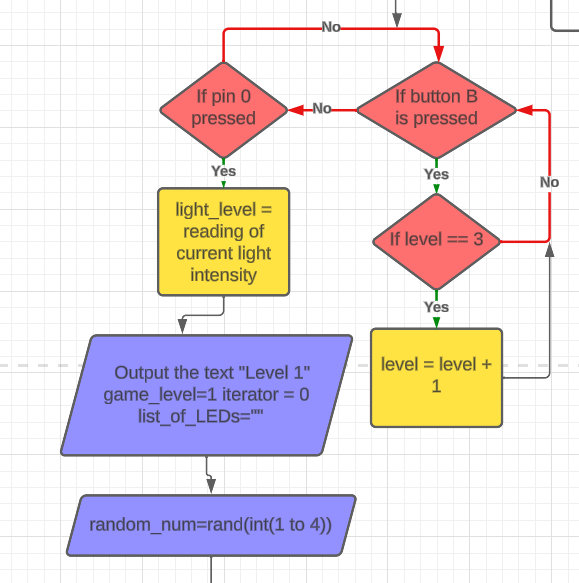 No
If pin 0
pressed
No
If button B
is pressed
Yes
Yes
No
light_level =
reading of
current light
intensity
If level == 3
Yes
Output the text "Level 1"
game_level=1 iterator = 0
list_of_LEDs=""
level = level +
1
random_num=rand(int(1 to 4))